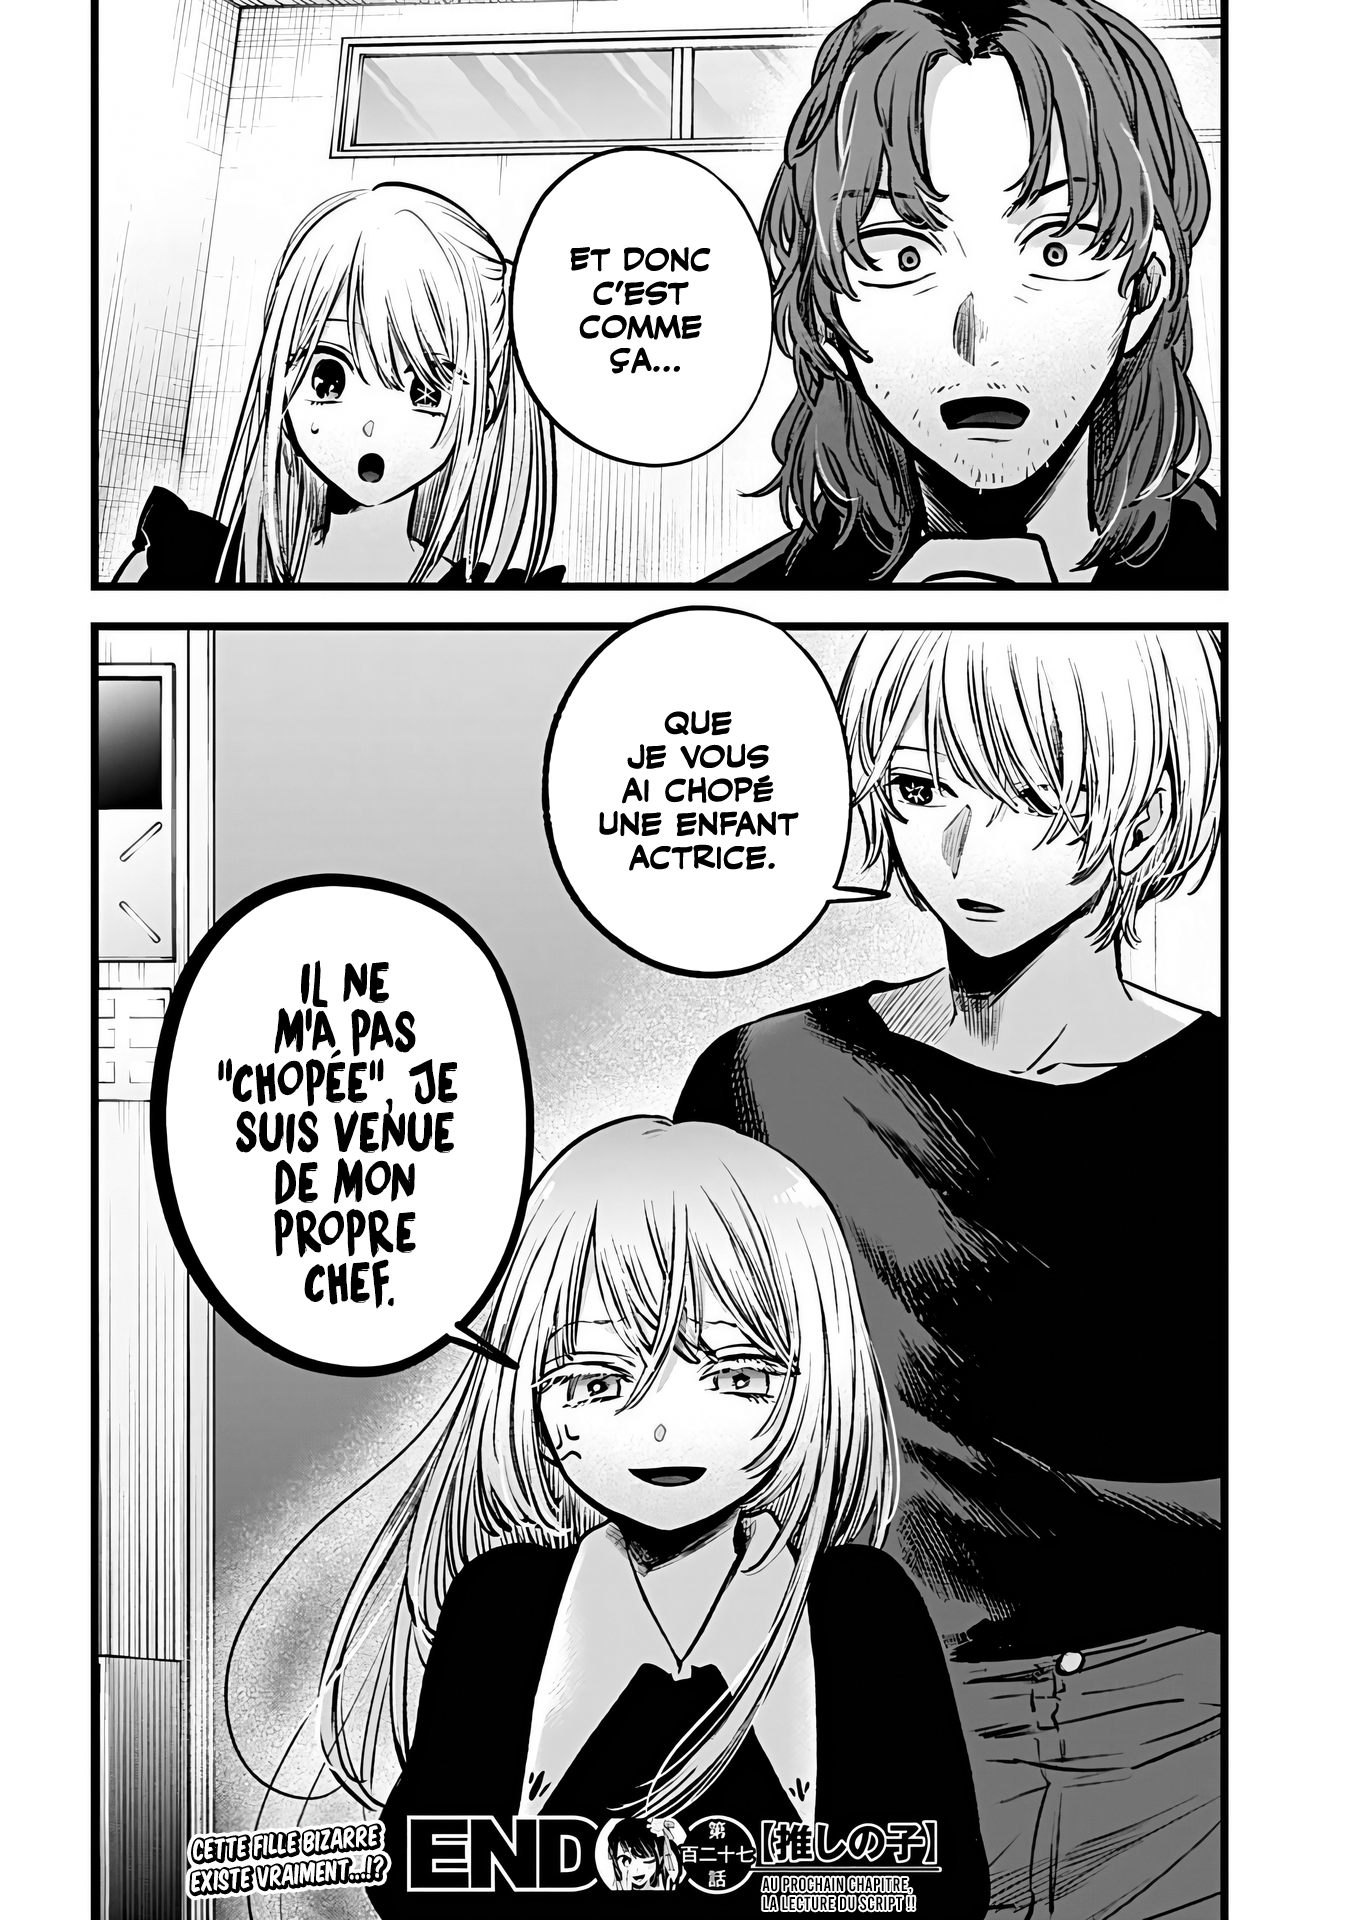 ET DONC
C'EST
COMME
ÇA...
QUE
JE VOUS
AI CHOPÉ
UNE ENFANT
ACTRICE.
IL NE
M'A PAS
"CHOPÉE", JE
SUIS VENUE
DE MON
PROPRE
CHEF.
CETTE FILLE BIZARRE
EXISTE VRAIMENT...!?
END
第
百二十七
話
【推しの子】
AU PROCHAIN CHAPITRE,
LA LECTURE DU SCRIPT !!